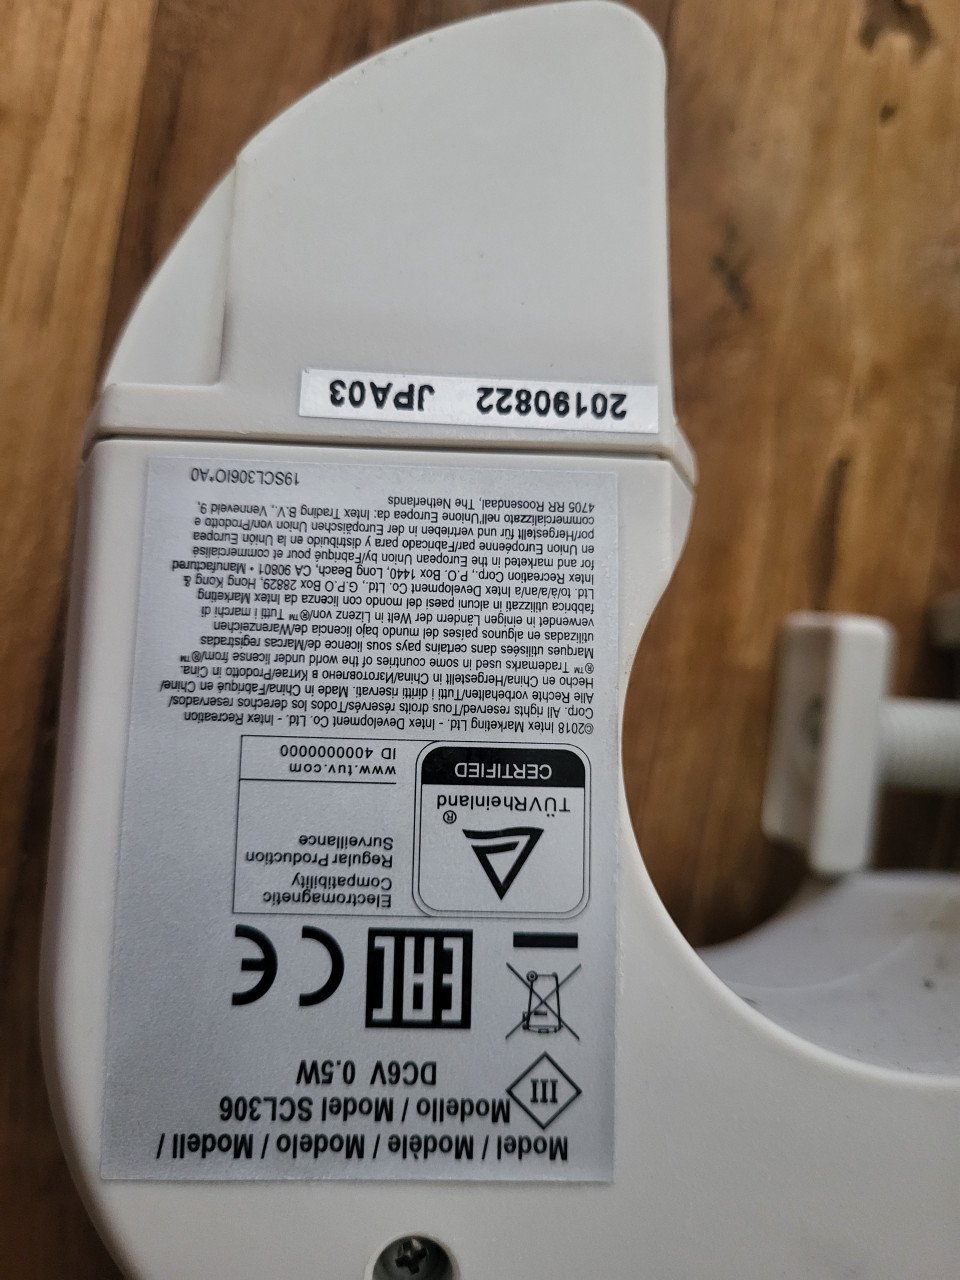 Model / Modèle / Modelo / Modell /
Modello / Model SCL306
DC6V 0.5W
III
EAC
CE
Electromagnetic
Compatibility
Regular Production
Surveillance
www.tuv.com
ID 4000000000
TÜVRheinland®
CERTIFIED
©2018 Intex Marketing Ltd. - Intex Development Co. Ltd. - Intex Recreation
Corp. All rights reserved/Tous droits réservés/Todos los derechos reservados/
Alle Rechte vorbehalten/Tutti i diritti riservati. Made in China/Fabriqué en Chine/
Hecho en China/Hergestellt in China/Изготовлено в Китае/Prodotto in Cina.
®™ Trademarks used in some countries of the world under license from/®™
Marques utilisées dans certains pays sous licence de/Marcas registradas
utilizadas en algunos países del mundo bajo licencia de/Warenzeichen
verwendet in einigen Ländern der Welt in Lizenz von/®™ Tutti i marchi di
fabbrica utilizzati in alcuni paesi del mondo con licenza da Intex Marketing
Ltd. to/à/a/an/a Intex Development Co. Ltd., G.P.O Box 28829, Hong Kong &
Intex Recreation Corp., P.O. Box 1440, Long Beach, CA 90801 • Manufactured
for and marketed in the European Union by/Fabriqué pour et commercialisé
en Union Européenne par/Fabricado para y distribuido en la Unión Europea
por/Hergestellt für und vertrieben in der Europäischen Union von/Prodotto e
commercializzato nell'Unione Europea da: Intex Trading B.V., Venneveld 9,
4705 RR Roosendaal, The Netherlands
19SCL306IO*A0
20190822 JPA03